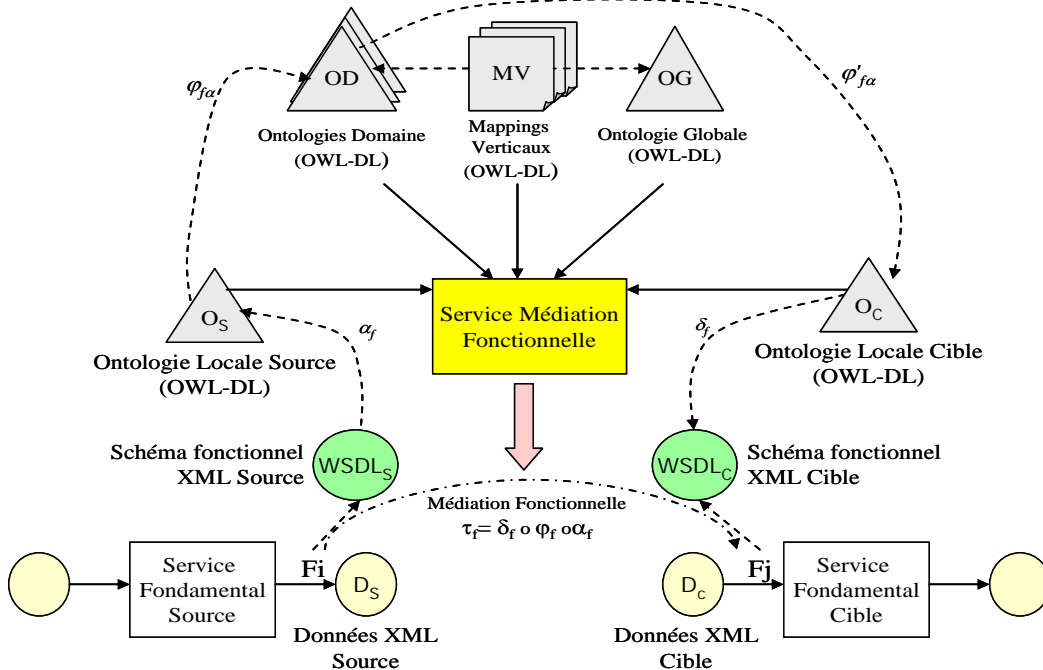 OD
MV
OG
φfα
φ'fα
Ontologies Domaine
(OWL-DL)
Mappings
Verticaux
(OWL-DL)
Ontologie Globale
(OWL-DL)
OS
Service Médiation
Fonctionnelle
OC
αf
δf
Ontologie Locale Source
(OWL-DL)
Ontologie Locale Cible
(OWL-DL)
Schéma fonctionnel
XML Source
WSDLS
WSDLC
Schéma fonctionnel
XML Cible
Médiation Fonctionnelle
τf= δf o φf oαf
Service
Fondamental
Source
Fi
DS
Dc
Fj
Service
Fondamental
Cible
Données XML
Source
Données XML
Cible